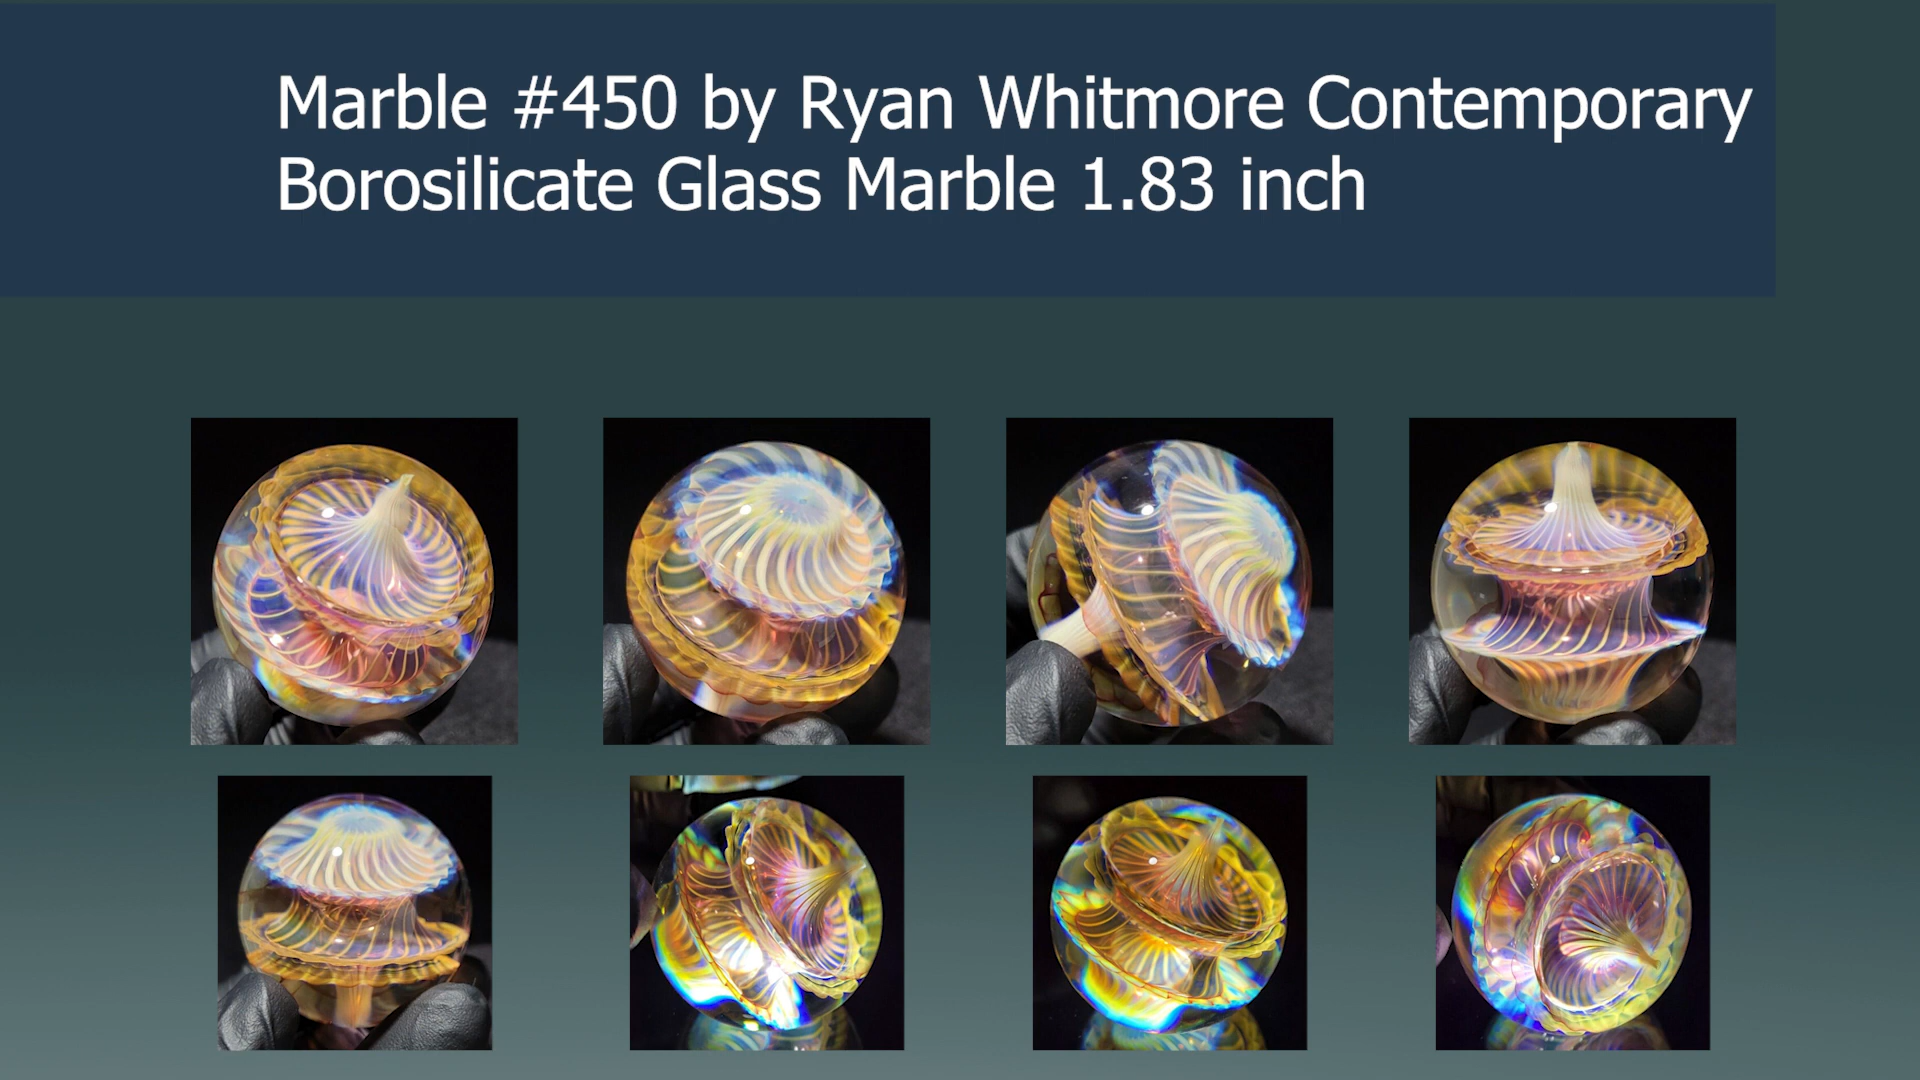 Marble #450 by Ryan Whitmore Contemporary
Borosilicate Glass Marble 1.83 inch